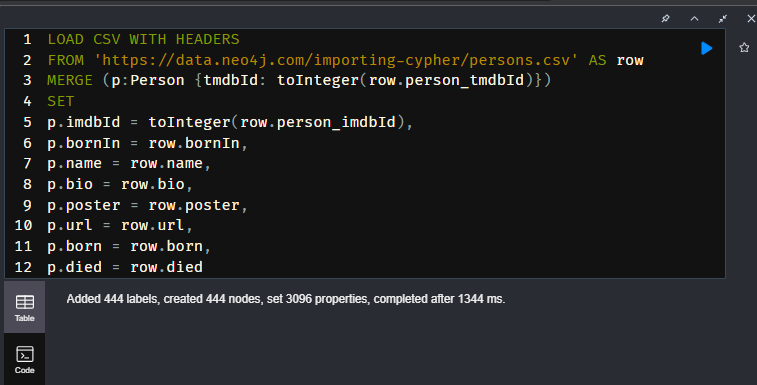 1 LOAD CSV WITH HEADERS
2 FROM 'https://data.neo4j.com/importing-cypher/persons.csv' AS row
3 MERGE (p:Person {tmdbId: toInteger(row.person_tmdbId)})
4 SET
5 p.imdbId = toInteger(row.person_imdbId),
6 p.bornIn = row.bornIn,
7 p.name = row.name,
8 p.bio = row.bio,
9 p.poster = row.poster,
10 p.url = row.url,
11 p.born = row.born,
12 p.died = row.died
Added 444 labels, created 444 nodes, set 3096 properties, completed after 1344 ms.
Table
Code